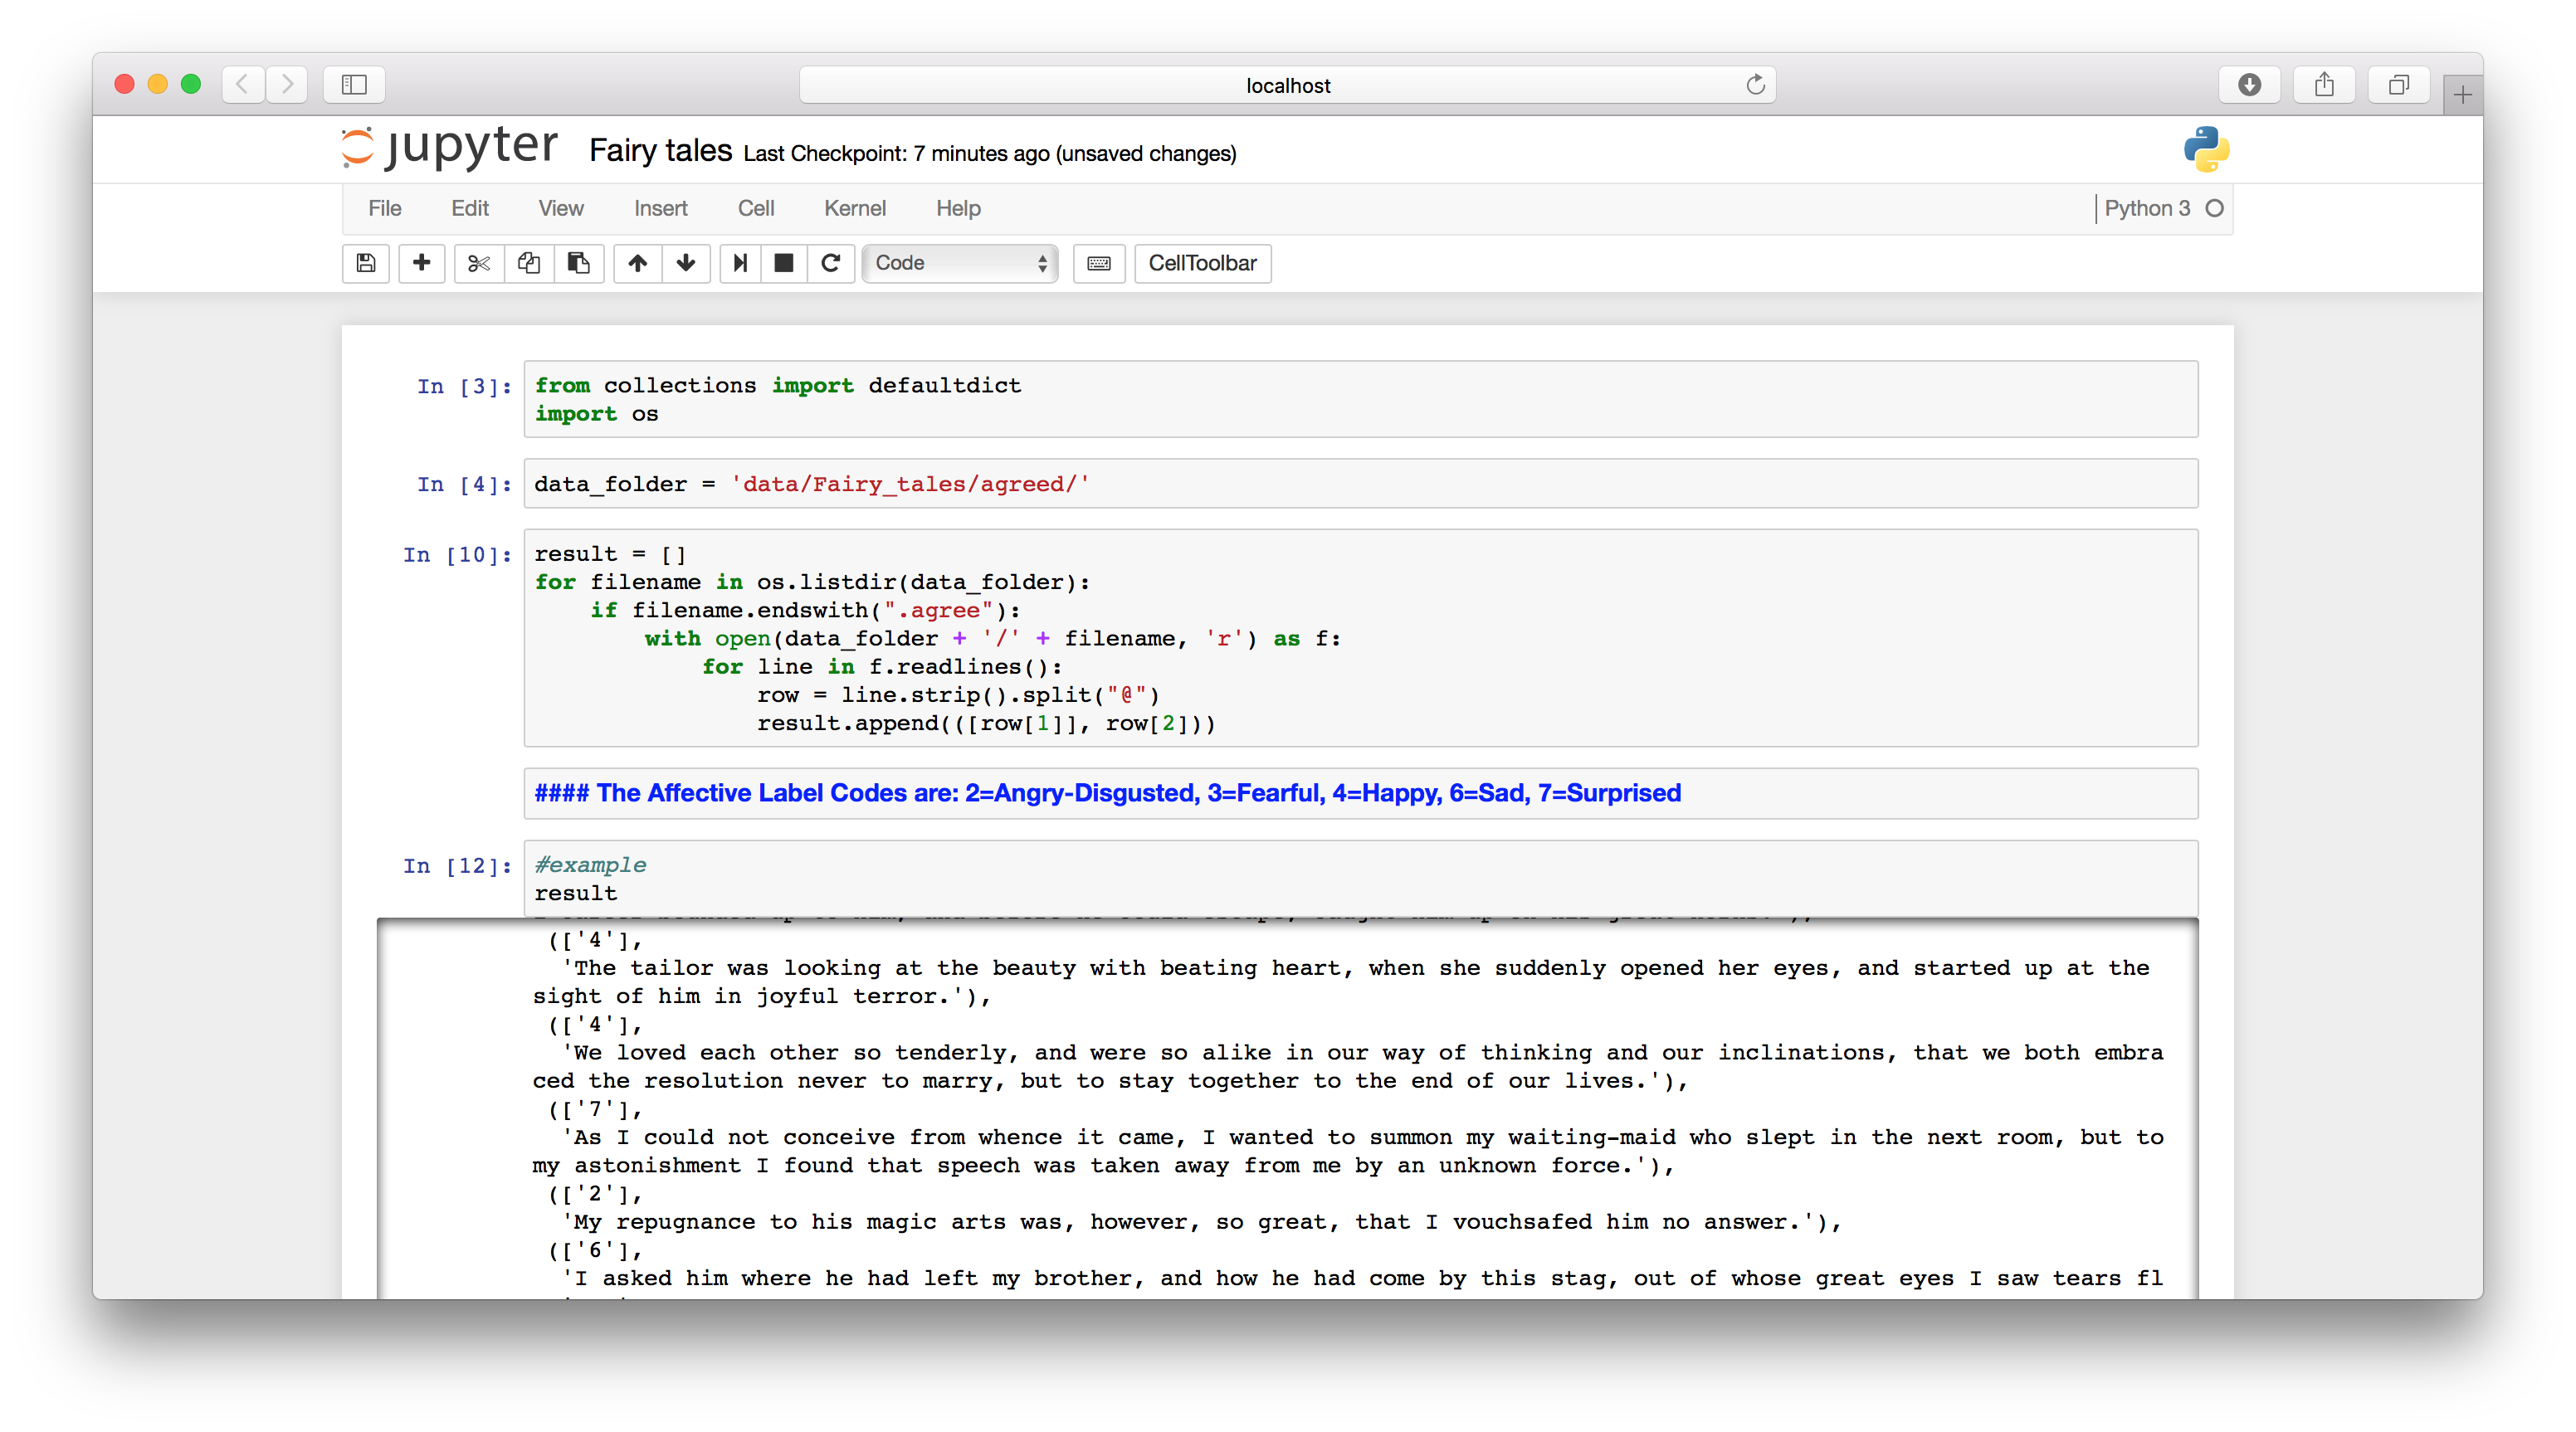 localhost
jupyter Fairy tales Last Checkpoint: 7 minutes ago (unsaved changes)
File Edit View Insert Cell Kernel Help Python 3
Code CellToolbar
In [3]: from collections import defaultdict
import os
In [4]: data_folder = 'data/Fairy_tales/agreed/'
In [10]: result = []
for filename in os.listdir(data_folder):
    if filename.endswith(".agree"):
        with open(data_folder + '/' + filename, 'r') as f:
            for line in f.readlines():
                row = line.strip().split("@")
                result.append(([row[1]], row[2]))
#### The Affective Label Codes are: 2=Angry-Disgusted, 3=Fearful, 4=Happy, 6=Sad, 7=Surprised
In [12]: #example
result
(['4'],
'The tailor was looking at the beauty with beating heart, when she suddenly opened her eyes, and started up at the
sight of him in joyful terror.'),
(['4'],
'We loved each other so tenderly, and were so alike in our way of thinking and our inclinations, that we both embra
ced the resolution never to marry, but to stay together to the end of our lives.'),
(['7'],
'As I could not conceive from whence it came, I wanted to summon my waiting-maid who slept in the next room, but to
my astonishment I found that speech was taken away from me by an unknown force.'),
(['2'],
'My repugnance to his magic arts was, however, so great, that I vouchsafed him no answer.'),
(['6'],
'I asked him where he had left my brother, and how he had come by this stag, out of whose great eyes I saw tears fl